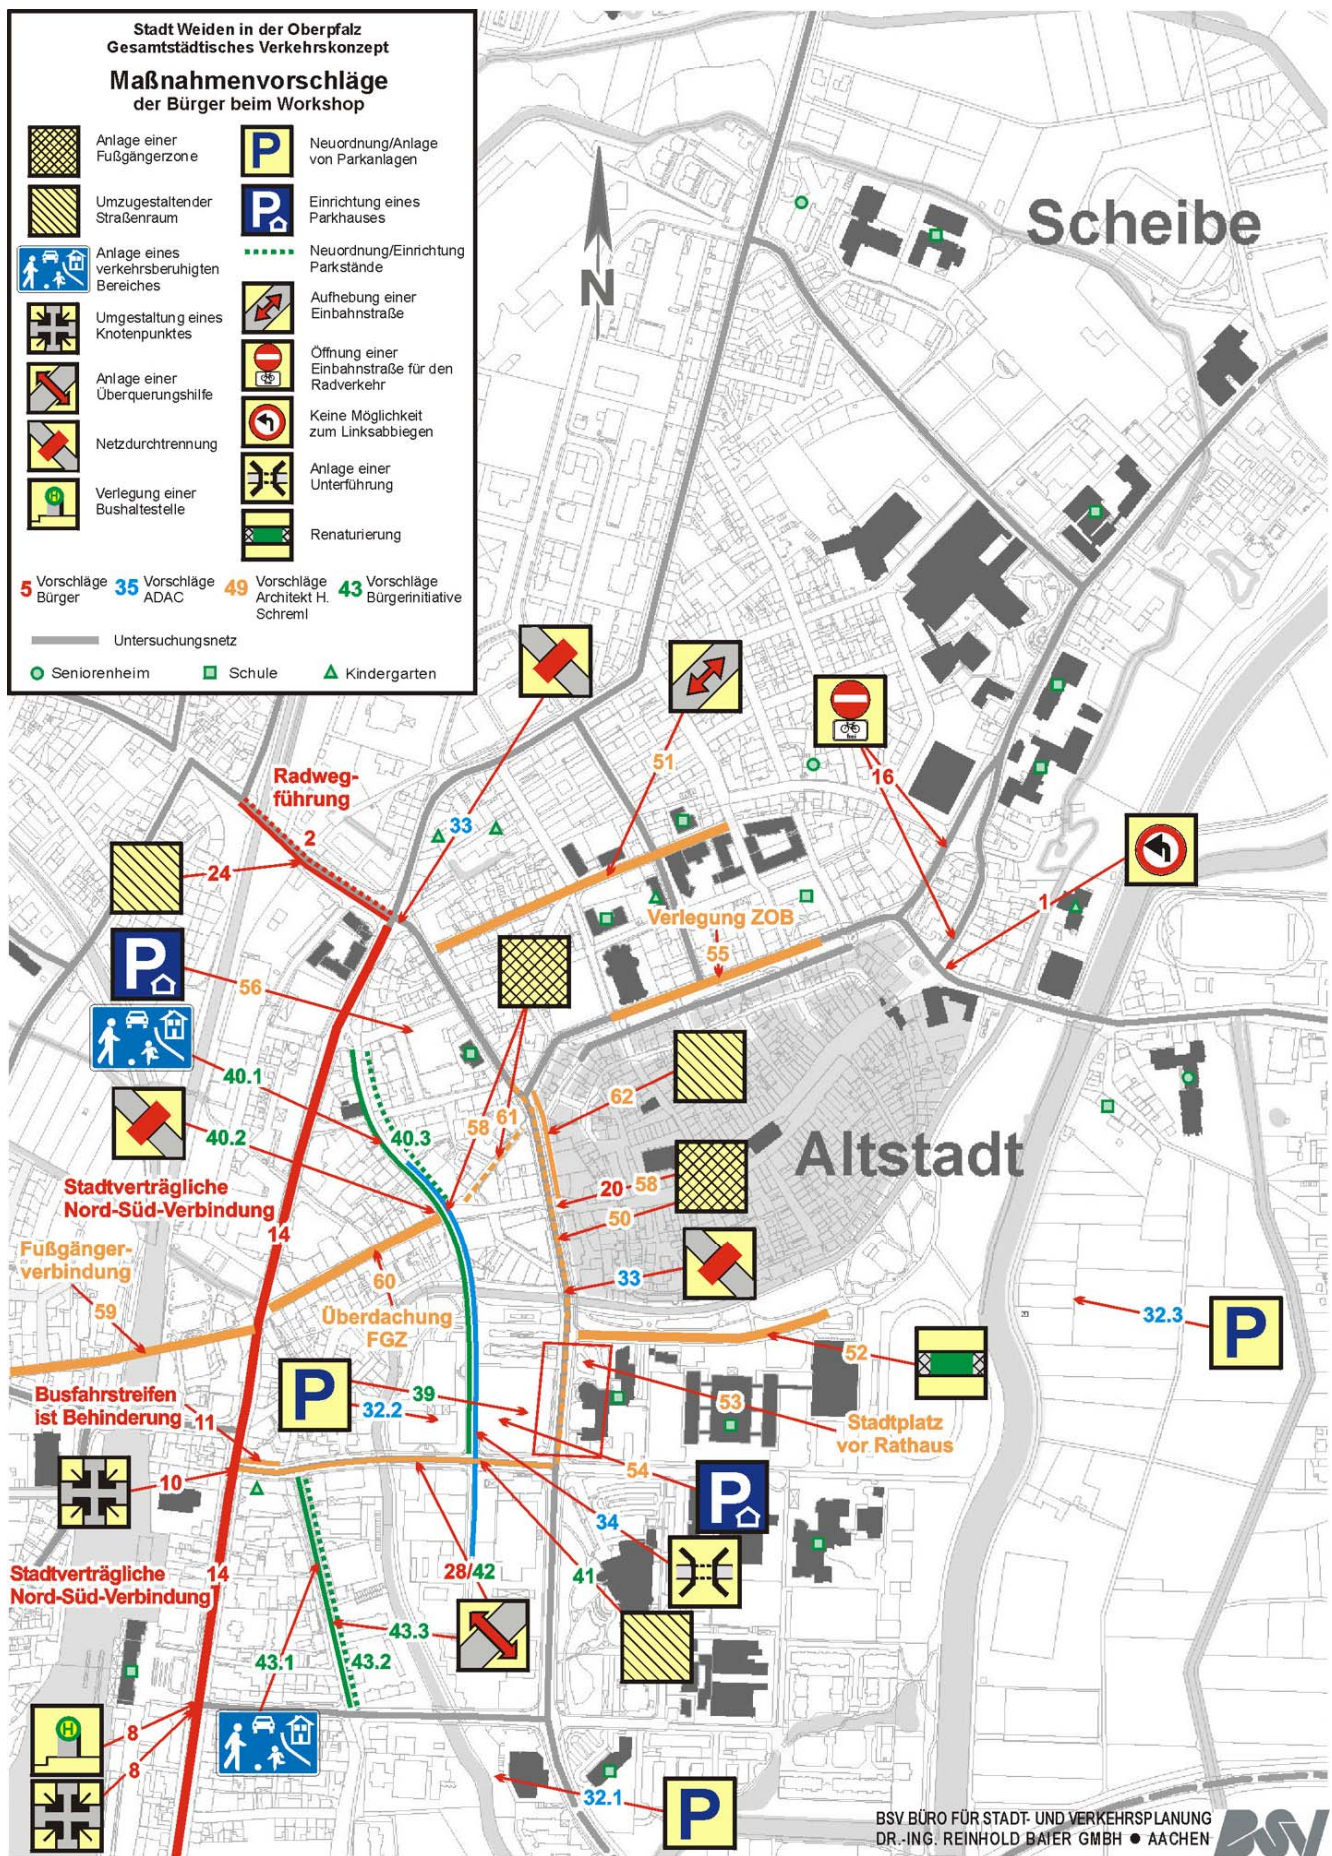 Stadt Weiden in der Oberpfalz
Gesamtstädtisches Verkehrskonzept
Maßnahmenvorschläge
der Bürger beim Workshop
Anlage einer
Fußgängerzone
Umzugestaltender
Straßenraum
Anlage eines
verkehrsberuhigten
Bereiches
Umgestaltung eines
Knotenpunktes
Anlage einer
Überquerungshilfe
Netzdurchtrennung
H
Verlegung einer
Bushaltestelle
P
Neuordnung/Anlage
von Parkanlagen
P
Einrichtung eines
Parkhauses
Neuordnung/Einrichtung
Parkstände
Aufhebung einer
Einbahnstraße
Öffnung einer
Einbahnstraße für den
Radverkehr
Keine Möglichkeit
zum Linksabbiegen
Anlage einer
Unterführung
Renaturierung
5 Vorschläge
Bürger
35 Vorschläge
ADAC
49 Vorschläge
Architekt H.
Schreml
43 Vorschläge
Bürgerinitiative
Untersuchungsnetz
Seniorenheim
Schule
Kindergarten
N
Scheibe
Radweg-
führung
2
33
51
frei
16
24
1
Verlegung ZOB
55
P
56
40.1
58
61
62
40.2
40.3
Altstadt
20
58
50
Stadtverträgliche
Nord-Süd-Verbindung
14
Fußgänger-
verbindung
59
60
Überdachung
FGZ
33
32.3
P
52
53
Stadtplatz
vor Rathaus
Busfahrstreifen
ist Behinderung
11
P
39
32.2
10
54
P
34
28/42
41
Stadtverträgliche
Nord-Süd-Verbindung
14
43.3
43.1
43.2
H
8
8
32.1
P
BSV BÜRO FÜR STADT- UND VERKEHRSPLANUNG
DR.-ING. REINHOLD BAIER GMBH ● AACHEN
BSV